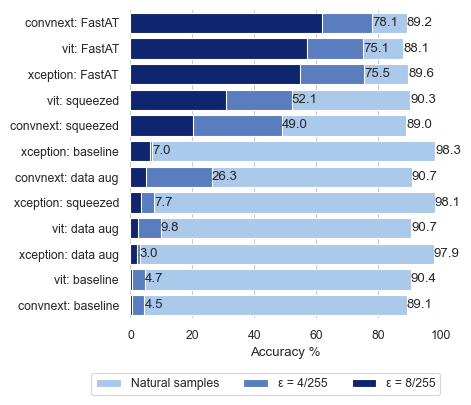 convnext: FastAT 78.1 89.2
vit: FastAT 75.1 88.1
xception: FastAT 75.5 89.6
vit: squeezed 52.1 90.3
convnext: squeezed 49.0 89.0
xception: baseline 7.0 98.3
convnext: data aug 26.3 90.7
xception: squeezed 7.7 98.1
vit: data aug 9.8 90.7
xception: data aug 3.0 97.9
vit: baseline 4.7 90.4
convnext: baseline 4.5 89.1
0 20 40 60 80 100
Accuracy %
Natural samples ε = 4/255 ε = 8/255